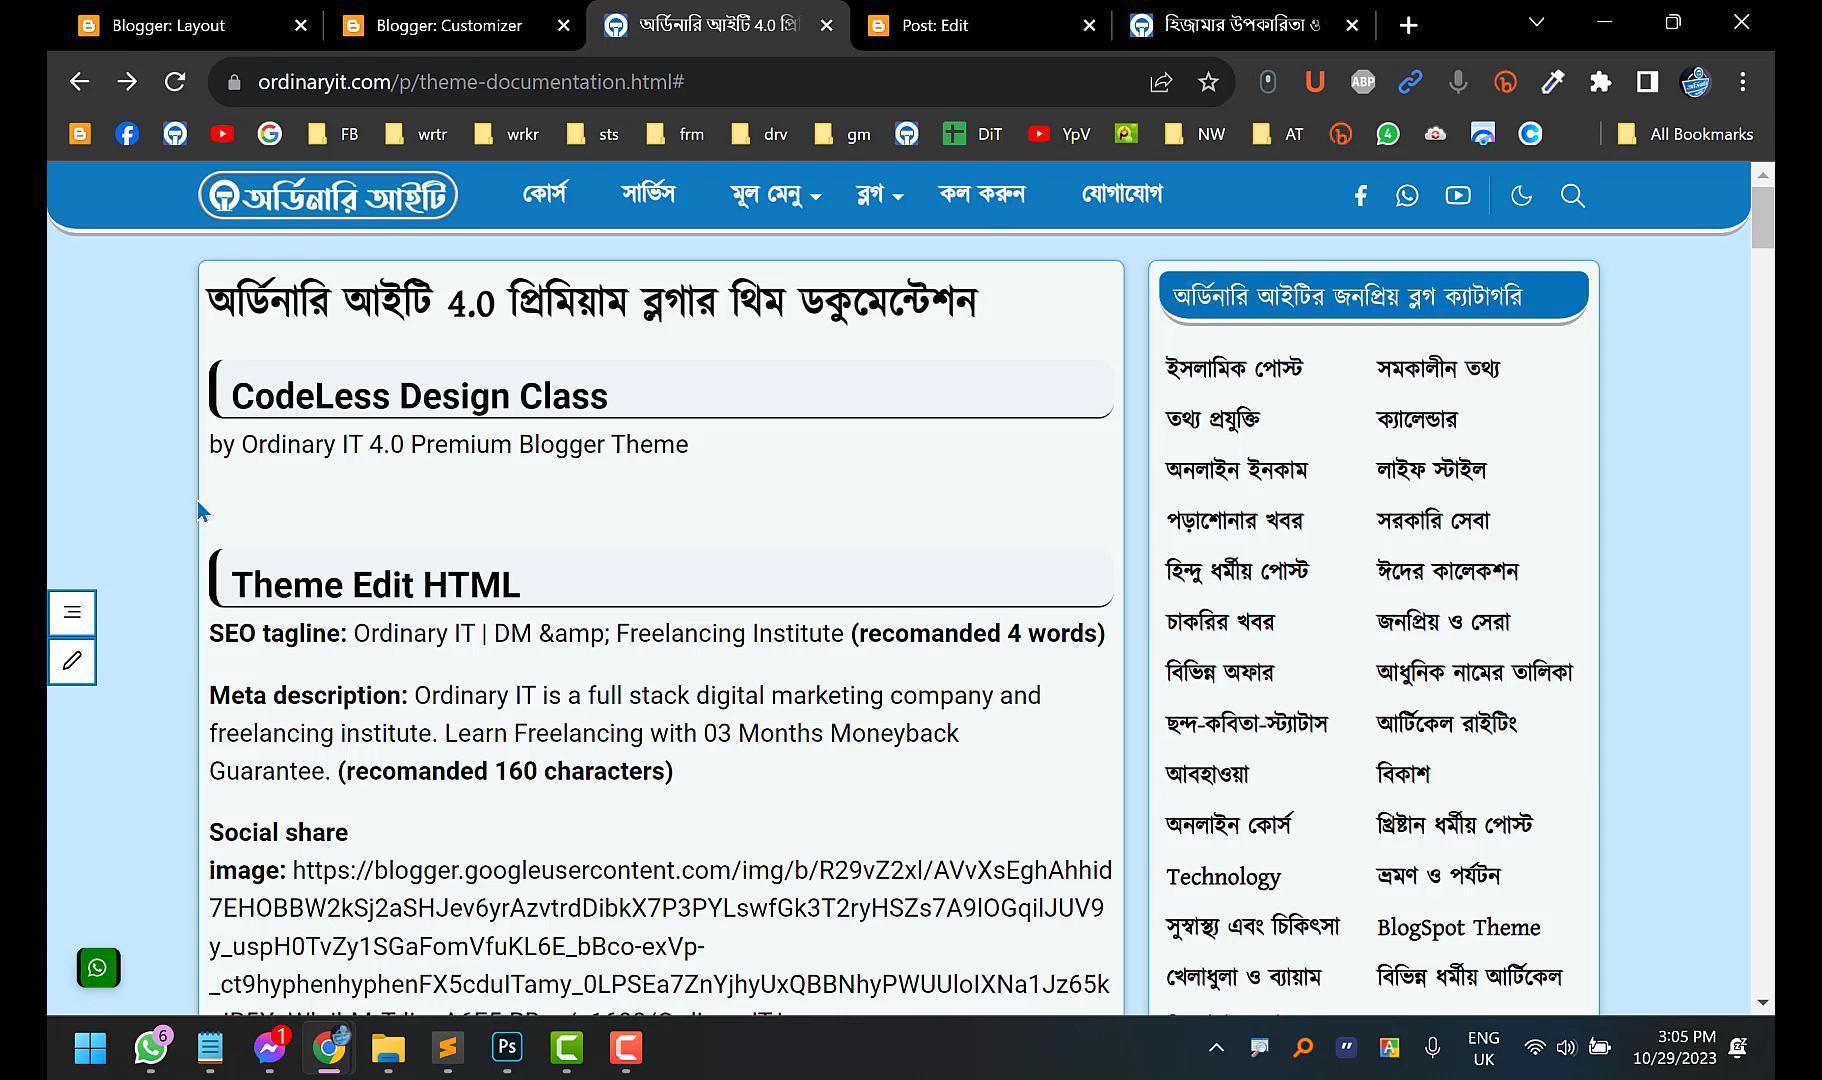 Blogger: Layout
Blogger: Customizer
অর্ডিনারি আইটি 4.0 প্রি
Post: Edit
হিজামার উপকারিতা ও
ordinaryit.com/p/theme-documentation.html#
U
ABP
FB
wrtr
wrkr
sts
frm
drv
gm
DiT
YpV
NW
AT
4
All Bookmarks
অর্ডিনারি আইটি
কোর্স
সার্ভিস
মূল মেনু
ব্লগ
কল করুন
যোগাযোগ
অর্ডিনারি আইটি 4.0 প্রিমিয়াম ব্লগার থিম ডকুমেন্টেশন
CodeLess Design Class
by Ordinary IT 4.0 Premium Blogger Theme
Theme Edit HTML
SEO tagline: Ordinary IT | DM &amp; Freelancing Institute (recomanded 4 words)
Meta description: Ordinary IT is a full stack digital marketing company and
freelancing institute. Learn Freelancing with 03 Months Moneyback
Guarantee. (recomanded 160 characters)
Social share
image: https://blogger.googleusercontent.com/img/b/R29vZ2xl/AVvXsEghAhhid
7EHOBBW2kSj2aSHJev6yrAzvtrdDibkX7P3PYLswfGk3T2ryHSZs7A9lOGqilJUV9
y_uspH0TvZy1SGaFomVfuKL6E_bBco-exVp-
_ct9hyphenhyphenFX5cduITamy_0LPSEa7ZnYjhyUxQBBNhyPWUUloIXNa1Jz65k
অর্ডিনারি আইটির জনপ্রিয় ব্লগ ক্যাটাগরি
ইসলামিক পোস্ট
সমকালীন তথ্য
তথ্য প্রযুক্তি
ক্যালেন্ডার
অনলাইন ইনকাম
লাইফ স্টাইল
পড়াশোনার খবর
সরকারি সেবা
হিন্দু ধর্মীয় পোস্ট
ঈদের কালেকশন
চাকরির খবর
জনপ্রিয় ও সেরা
বিভিন্ন অফার
আধুনিক নামের তালিকা
ছন্দ-কবিতা-স্ট্যাটাস
আর্টিকেল রাইটিং
আবহাওয়া
বিকাশ
অনলাইন কোর্স
খ্রিষ্টান ধর্মীয় পোস্ট
Technology
ভ্রমণ ও পর্যটন
সুস্বাস্থ্য এবং চিকিৎসা
BlogSpot Theme
খেলাধুলা ও ব্যায়াম
বিভিন্ন ধর্মীয় আর্টিকেল
6
1
Ps
ENG
UK
3:05 PM
10/29/2023